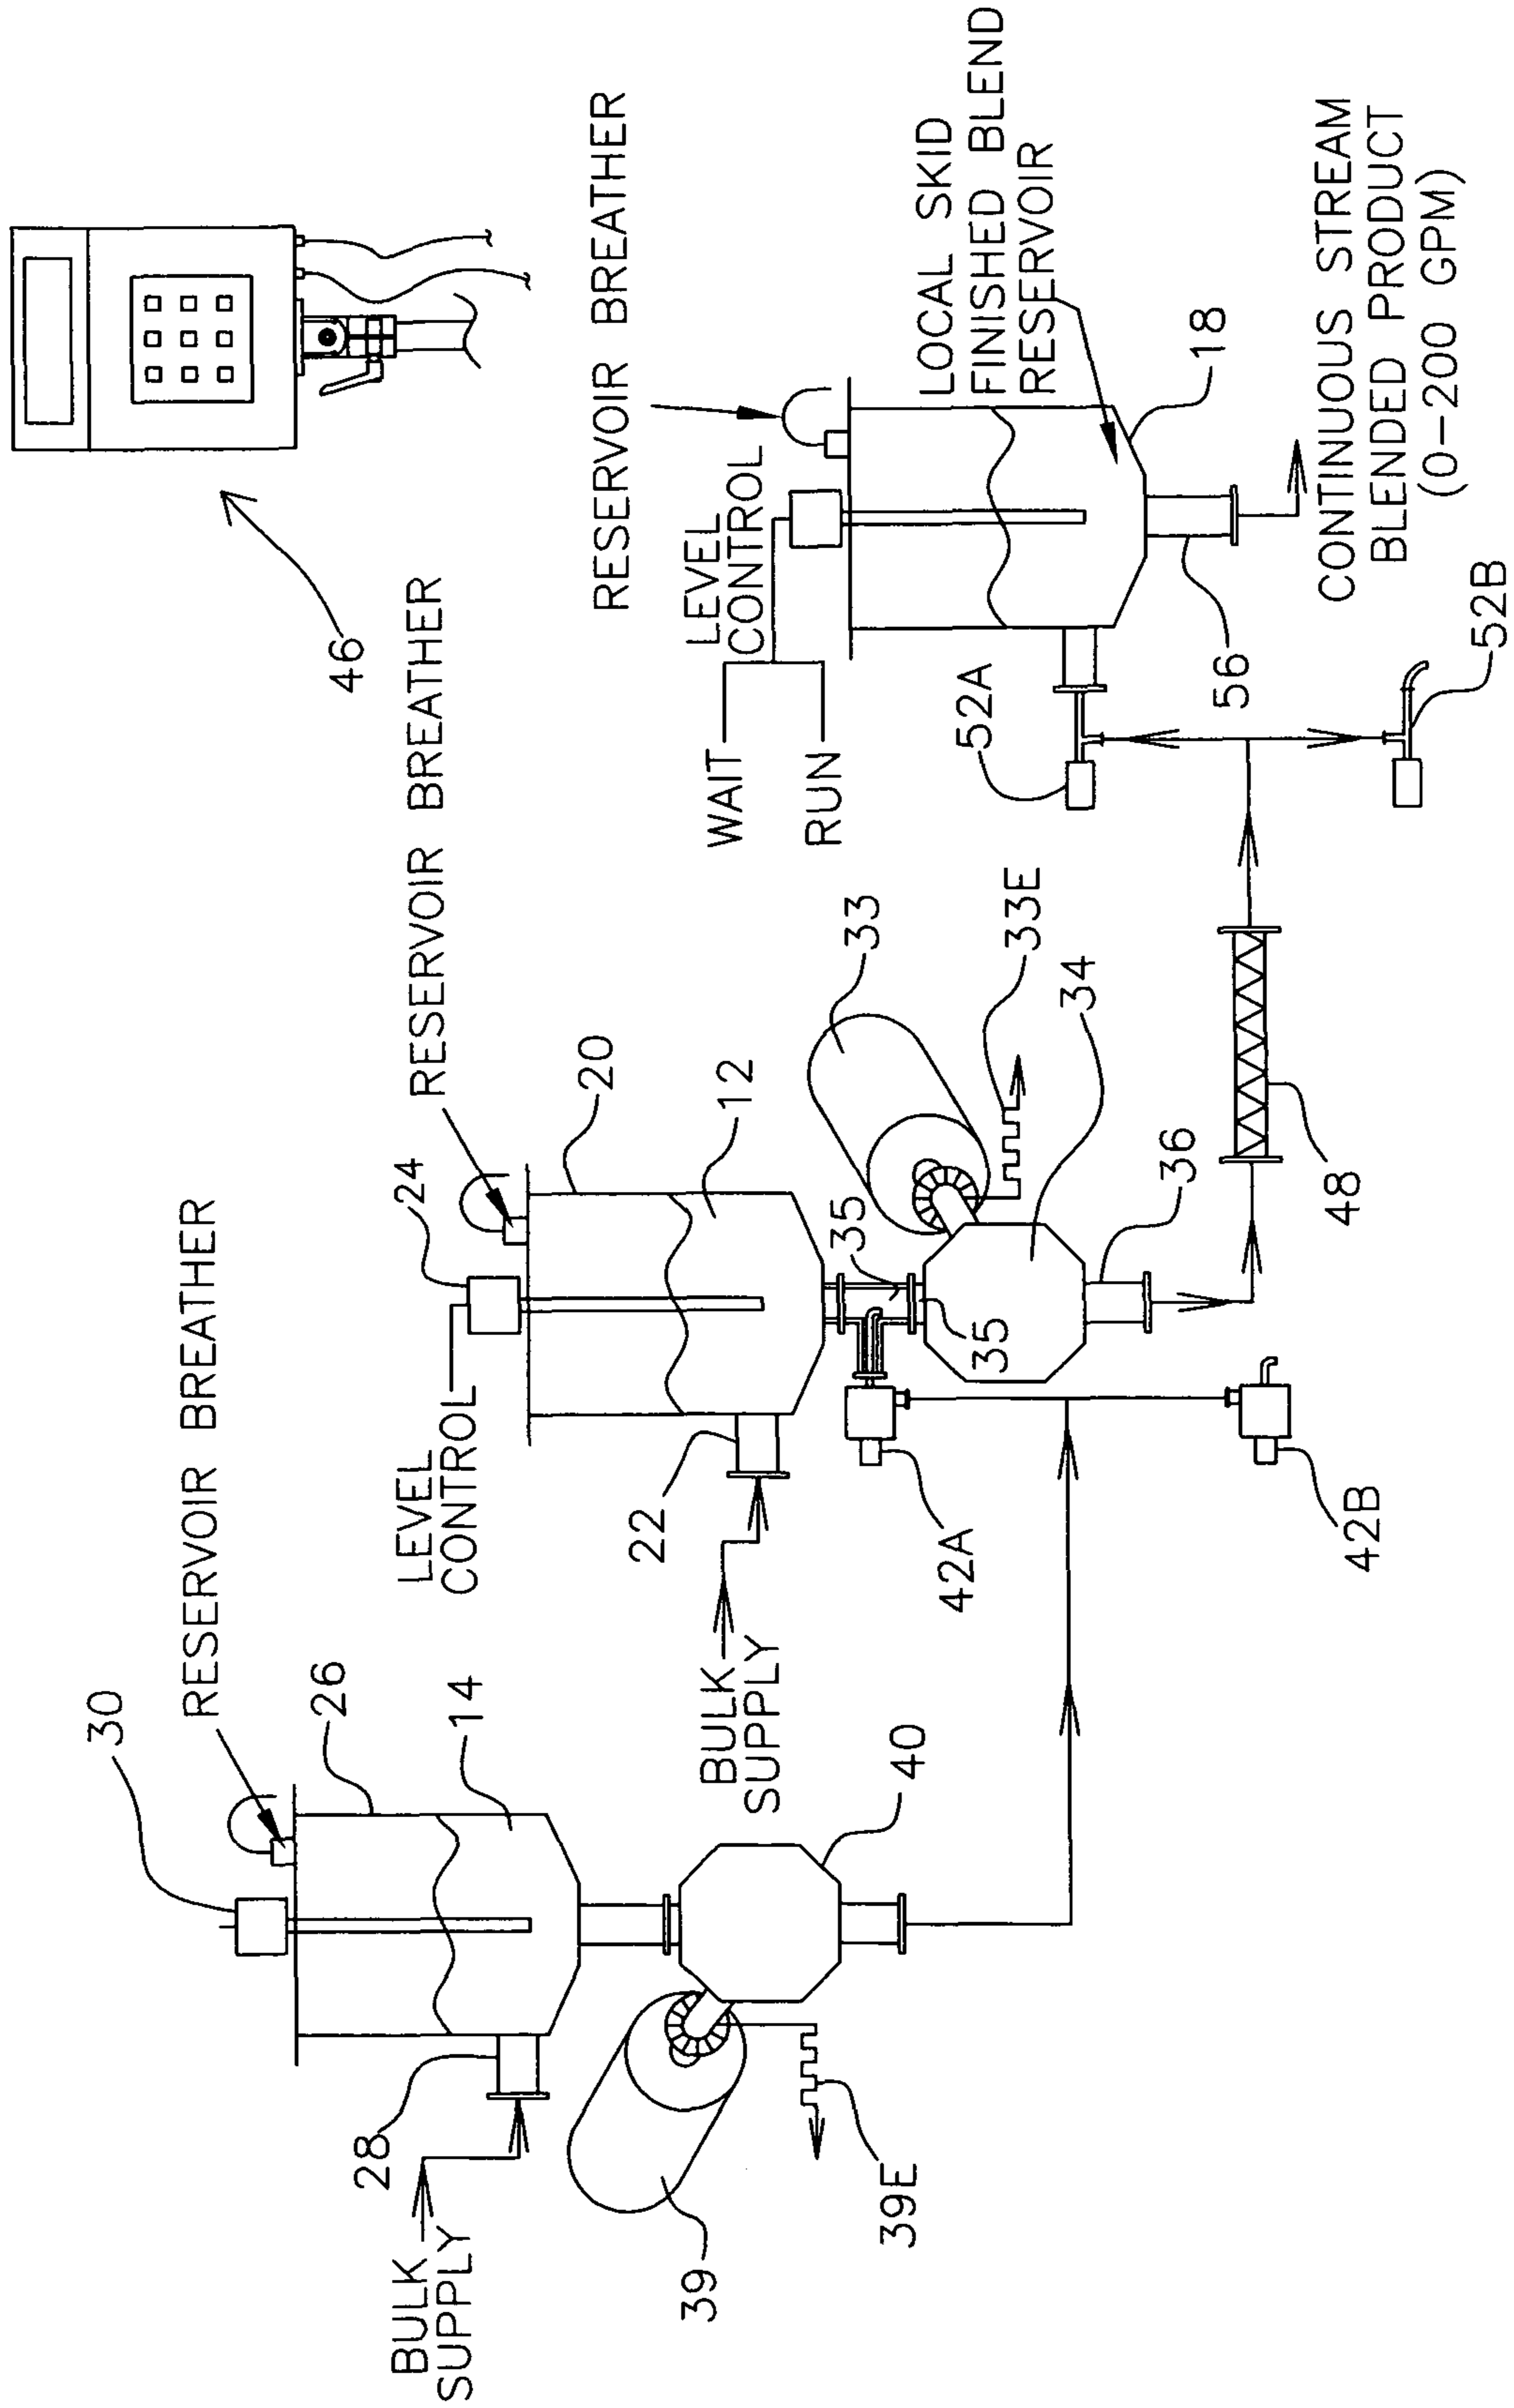 46
RESERVOIR BREATHER
RESERVOIR BREATHER
RESERVOIR BREATHER
30
26
14
28
BULK
SUPPLY
39
39E
40
LEVEL
CONTROL
24
20
12
22
BULK
SUPPLY
35
35
33
33E
34
36
42A
42B
48
LEVEL
CONTROL
WAIT
RUN
LOCAL SKID
FINISHED BLEND
RESERVOIR
18
52A
56
52B
CONTINUOUS STREAM
BLENDED PRODUCT
(0-200 GPM)